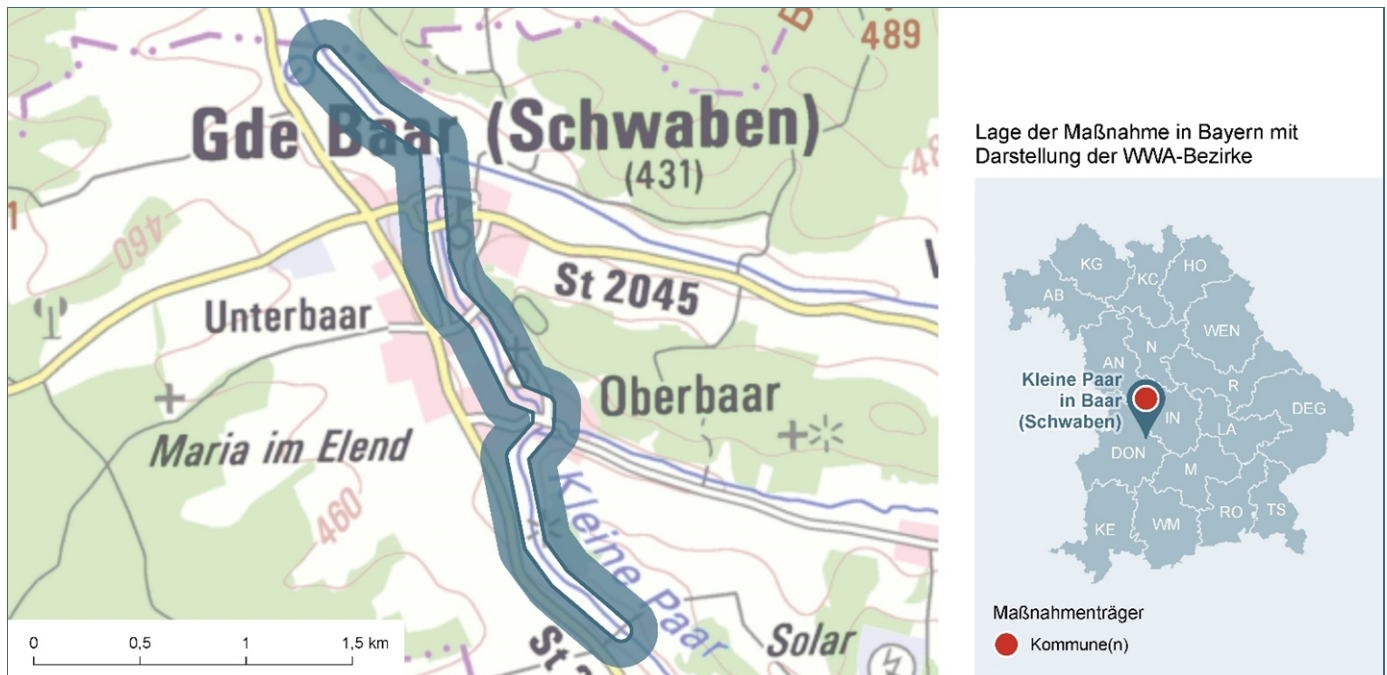 489
Gde Baar (Schwaben)
(431)
460
St 2045
Unterbaar
Oberbaar
Maria im Elend
460
Kleine Paar
Solar
0 0,5 1 1,5 km
Lage der Maßnahme in Bayern mit
Darstellung der WWA-Bezirke
KG
KC
HO
AB
WEN
N
AN
R
Kleine Paar
in Baar
(Schwaben)
DEG
IN
LA
DON
M
KE
WM
RO
TS
Maßnahmenträger
Kommune(n)